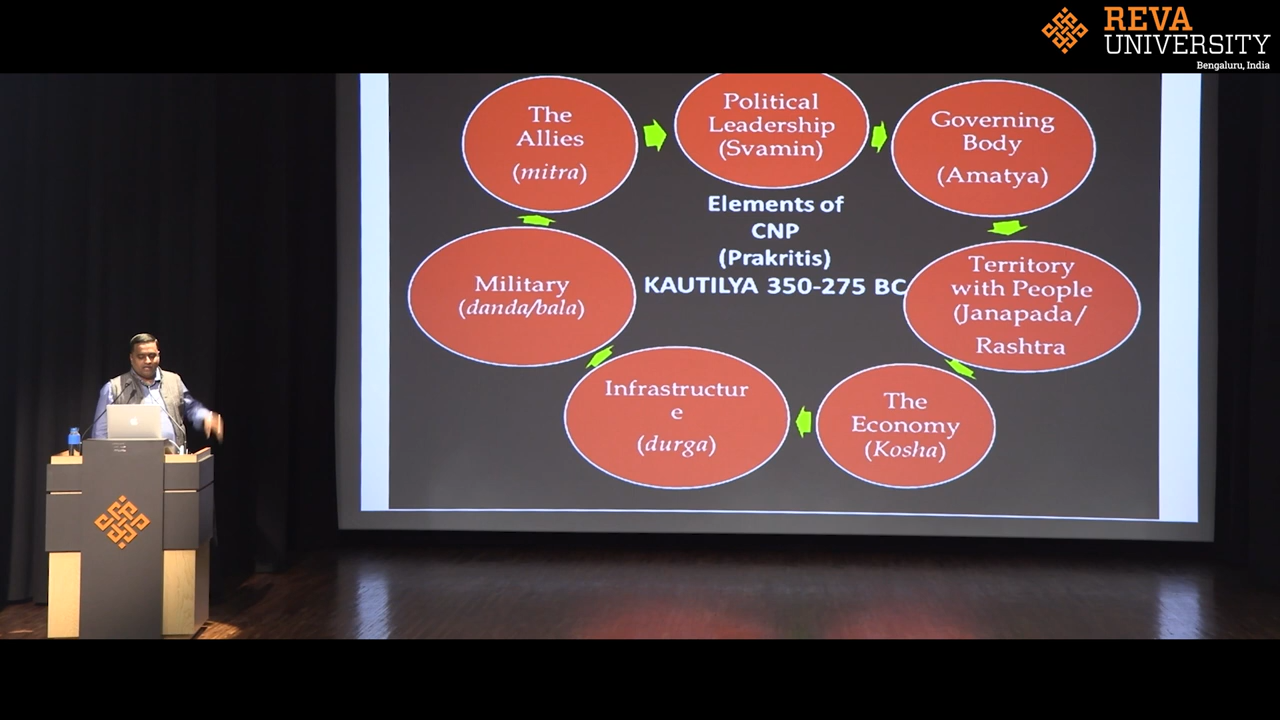 REVA
UNIVERSITY
Bengaluru, India
The
Allies
(mitra)
Political
Leadership
(Svamin)
Governing
Body
(Amatya)
Elements of
CNP
(Prakritis)
KAUTILYA 350-275 BC
Military
(danda/bala)
Territory
with People
(Janapada/
Rashtra
Infrastructur
e
(durga)
The
Economy
(Kosha)